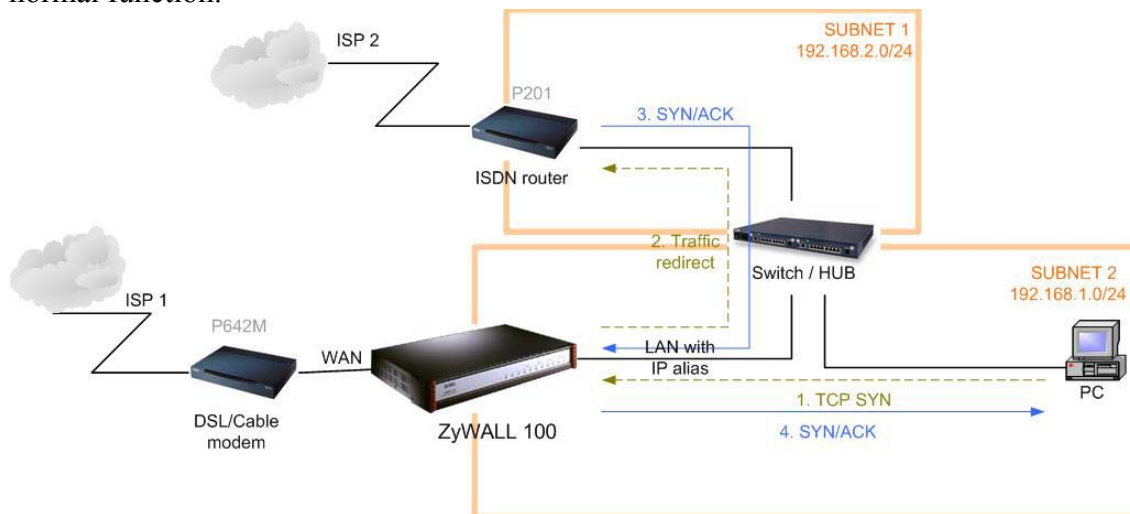 normal function.
SUBNET 1
192.168.2.0/24
ISP 2
P201
3. SYN/ACK
ISDN router
2. Traffic
redirect
Switch / HUB
SUBNET 2
192.168.1.0/24
ISP 1
P642M
WAN
LAN with
IP alias
PC
1. TCP SYN
DSL/Cable
modem
ZyWALL 100
4. SYN/ACK